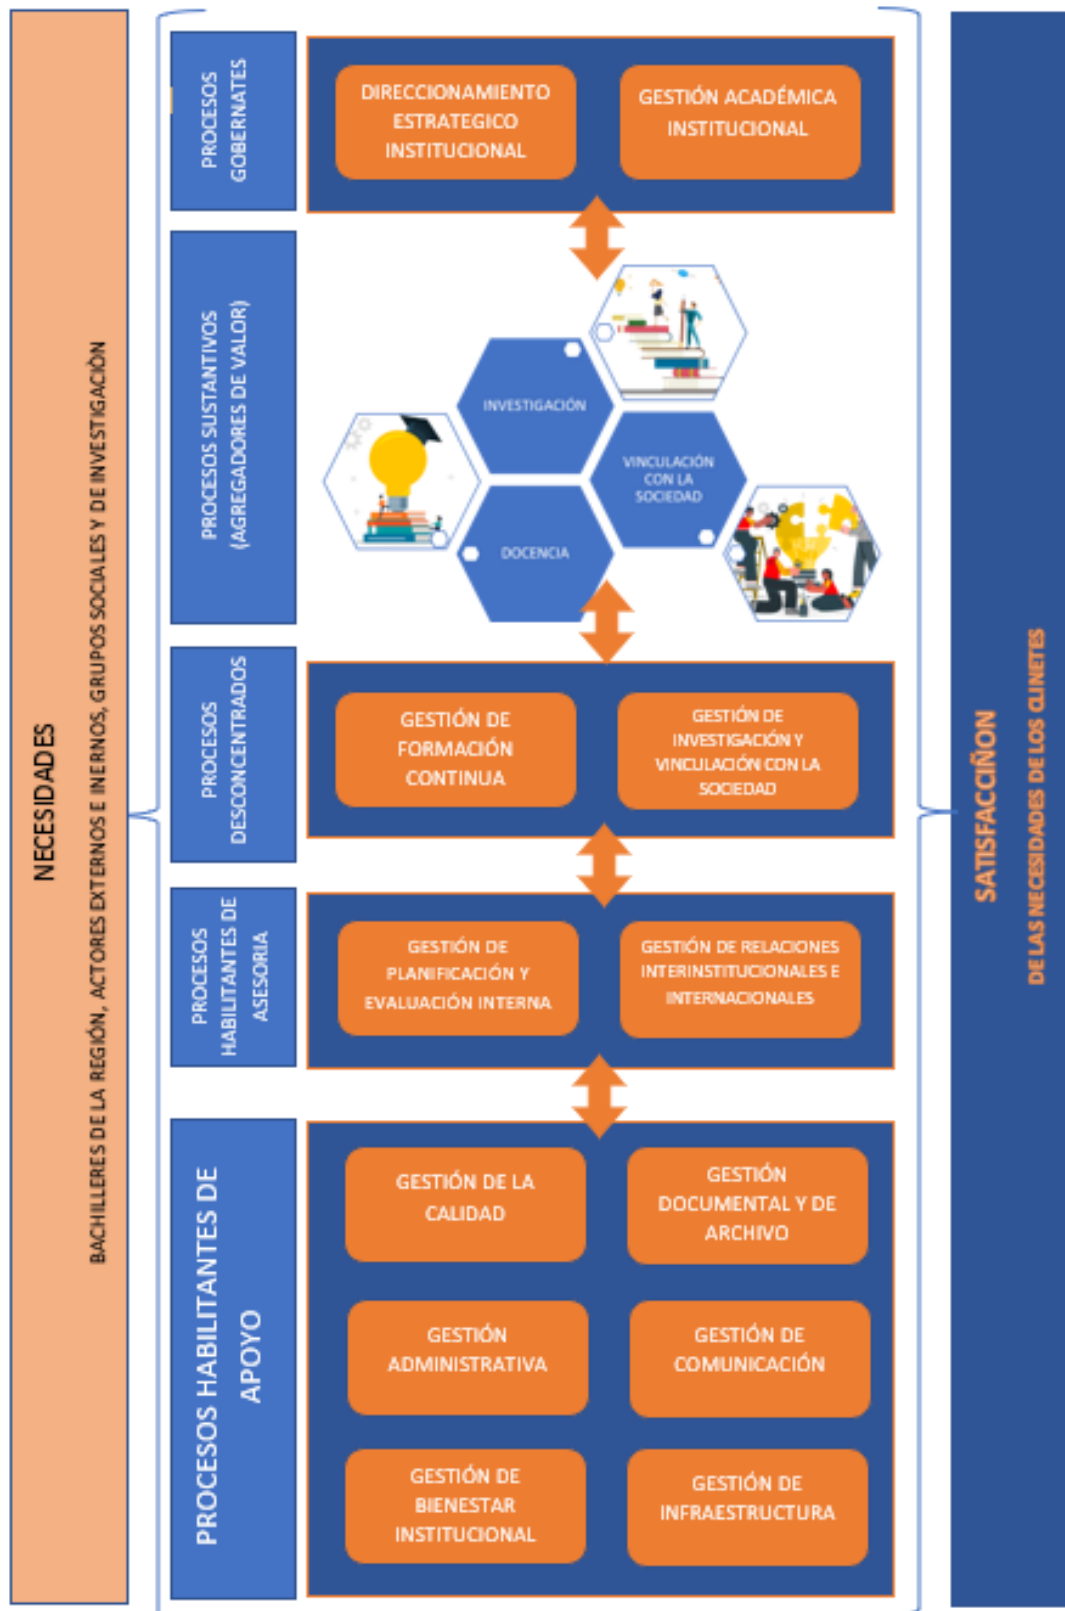 NECESIDADES
BACHILLERES DE LA REGIÓN, ACTORES EXTERNOS E INERNOS, GRUPOS SOCIALES Y DE INVESTIGACIÒN
PROCESOS
GOBERNATES
DIRECCIONAMIENTO
ESTRATEGICO
INSTITUCIONAL
GESTIÓN ACADÉMICA
INSTITUCIONAL
PROCESOS SUSTANTIVOS
(AGREGADORES DE VALOR)
INVESTIGACIÓN
VINCULACIÓN
CON LA
SOCIEDAD
DOCENCIA
PROCESOS
DESCONCENTRADOS
GESTIÓN DE
FORMACIÓN
CONTINUA
GESTIÓN DE
INVESTIGACIÓN Y
VINCULACIÓN CON LA
SOCIEDAD
PROCESOS
HABILITANTES DE
ASESORIA
GESTIÓN DE
PLANIFICACIÓN Y
EVALUACIÓN INTERNA
GESTIÓN DE RELACIONES
INTERINSTITUCIONALES E
INTERNACIONALES
PROCESOS HABILITANTES DE
APOYO
GESTIÓN DE LA
CALIDAD
GESTIÓN
DOCUMENTAL Y DE
ARCHIVO
GESTIÓN
ADMINISTRATIVA
GESTIÓN DE
COMUNICACIÓN
GESTIÓN DE
BIENESTAR
INSTITUCIONAL
GESTIÓN DE
INFRAESTRUCTURA
SATISFACCIÑON
DE LAS NECESIDADES DE LOS CLINETES